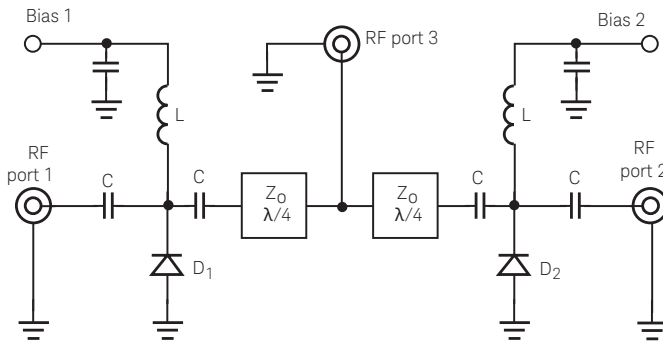 Bias 1
RF port 3
Bias 2
L
L
RF
port 1
C
C
Z₀
λ/4
Z₀
λ/4
C
C
RF
port 2
D₁
D₂